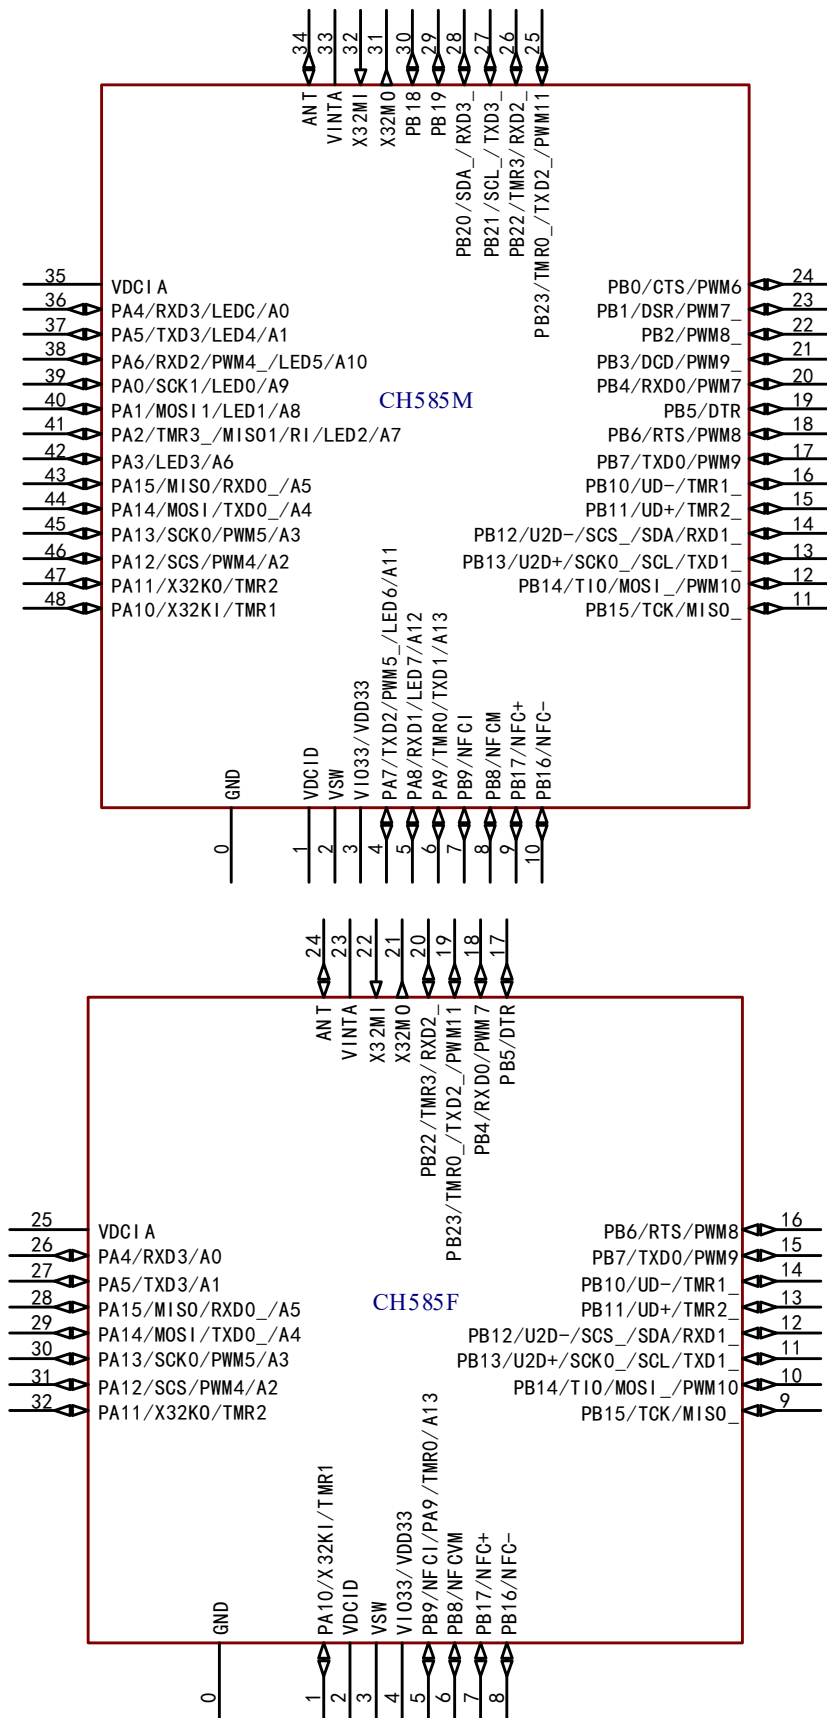 34
33
32
31
30
29
28
27
26
25
ANT
VINTA
X32MI
X32MO
PB18
PB19
PB20/SDA_/RXD3_
PB21/SCL_/TXD3_
PB22/TMR3/RXD2_
PB23/TMR0_/TXD2_/PWM11
35 VDCIA
36 PA4/RXD3/LEDC/A0
37 PA5/TXD3/LED4/A1
38 PA6/RXD2/PWM4_/LED5/A10
39 PA0/SCK1/LED0/A9
40 PA1/MOSI1/LED1/A8
41 PA2/TMR3_/MISO1/RI/LED2/A7
42 PA3/LED3/A6
43 PA15/MISO/RXD0_/A5
44 PA14/MOSI/TXD0_/A4
45 PA13/SCK0/PWM5/A3
46 PA12/SCS/PWM4/A2
47 PA11/X32KO/TMR2
48 PA10/X32KI/TMR1
CH585M
PB0/CTS/PWM6 24
PB1/DSR/PWM7_ 23
PB2/PWM8_ 22
PB3/DCD/PWM9_ 21
PB4/RXD0/PWM7 20
PB5/DTR 19
PB6/RTS/PWM8 18
PB7/TXD0/PWM9 17
PB10/UD-/TMR1_ 16
PB11/UD+/TMR2_ 15
PB12/U2D-/SCS_/SDA/RXD1_ 14
PB13/U2D+/SCK0_/SCL/TXD1_ 13
PB14/TIO/MOSI_/PWM10 12
PB15/TCK/MISO_ 11
GND
VDCID
VSW
VIO33/VDD33
PA7/TXD2/PWM5_/LED6/A11
PA8/RXD1/LED7/A12
PA9/TMR0/TXD1/A13
PB9/NFCI
PB8/NFCM
PB17/NFC+
PB16/NFC-
0
1
2
3
4
5
6
7
8
9
10
24
23
22
21
20
19
18
17
ANT
VINTA
X32MI
X32MO
PB22/TMR3/RXD2_
PB23/TMR0_/TXD2_/PWM11
PB4/RXD0/PWM7
PB5/DTR
25 VDCIA
26 PA4/RXD3/A0
27 PA5/TXD3/A1
28 PA15/MISO/RXD0_/A5
29 PA14/MOSI/TXD0_/A4
30 PA13/SCK0/PWM5/A3
31 PA12/SCS/PWM4/A2
32 PA11/X32KO/TMR2
CH585F
PB6/RTS/PWM8 16
PB7/TXD0/PWM9 15
PB10/UD-/TMR1_ 14
PB11/UD+/TMR2_ 13
PB12/U2D-/SCS_/SDA/RXD1_ 12
PB13/U2D+/SCK0_/SCL/TXD1_ 11
PB14/TIO/MOSI_/PWM10 10
PB15/TCK/MISO_ 9
GND
PA10/X32KI/TMR1
VDCID
VSW
VIO33/VDD33
PB9/NFCI/PA9/TMR0/A13
PB8/NFCVM
PB17/NFC+
PB16/NFC-
0
1
2
3
4
5
6
7
8